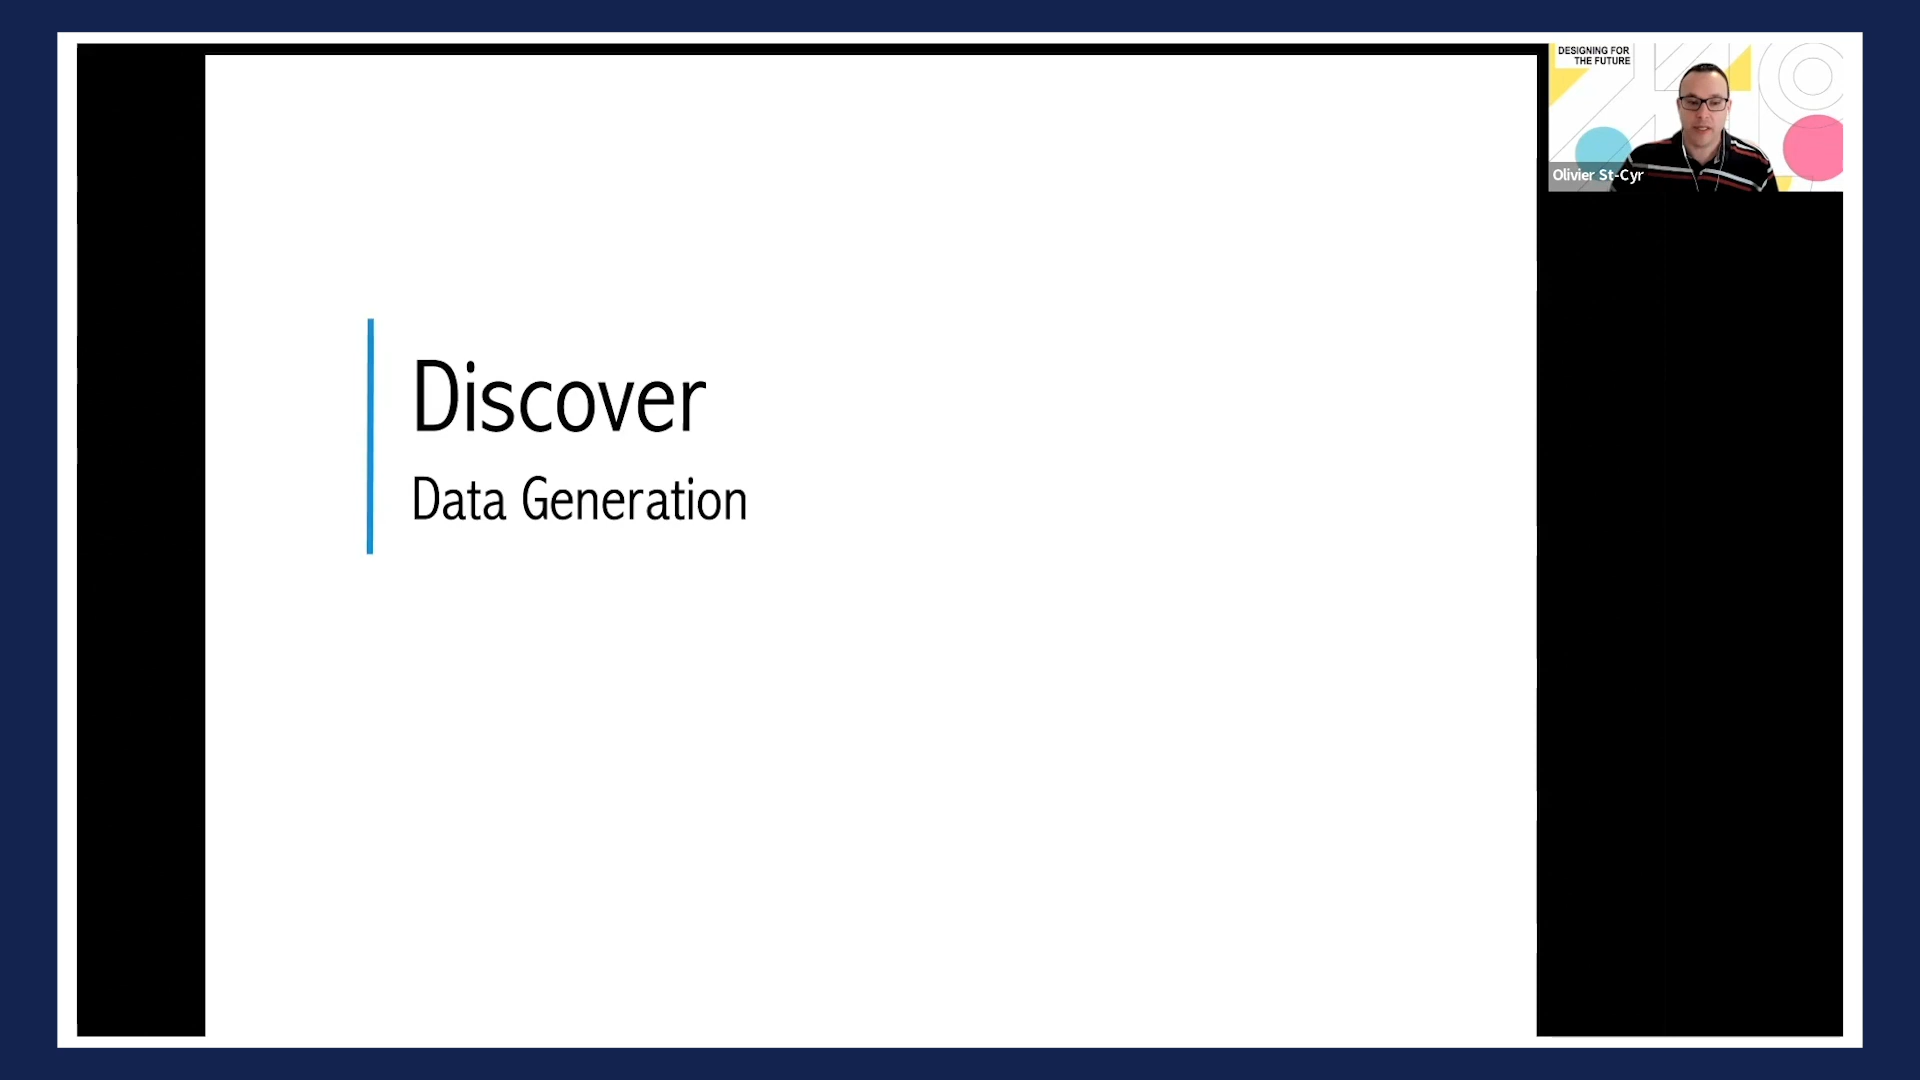 Discover
Data Generation
DESIGNING FOR
THE FUTURE
Olivier St-Cyr